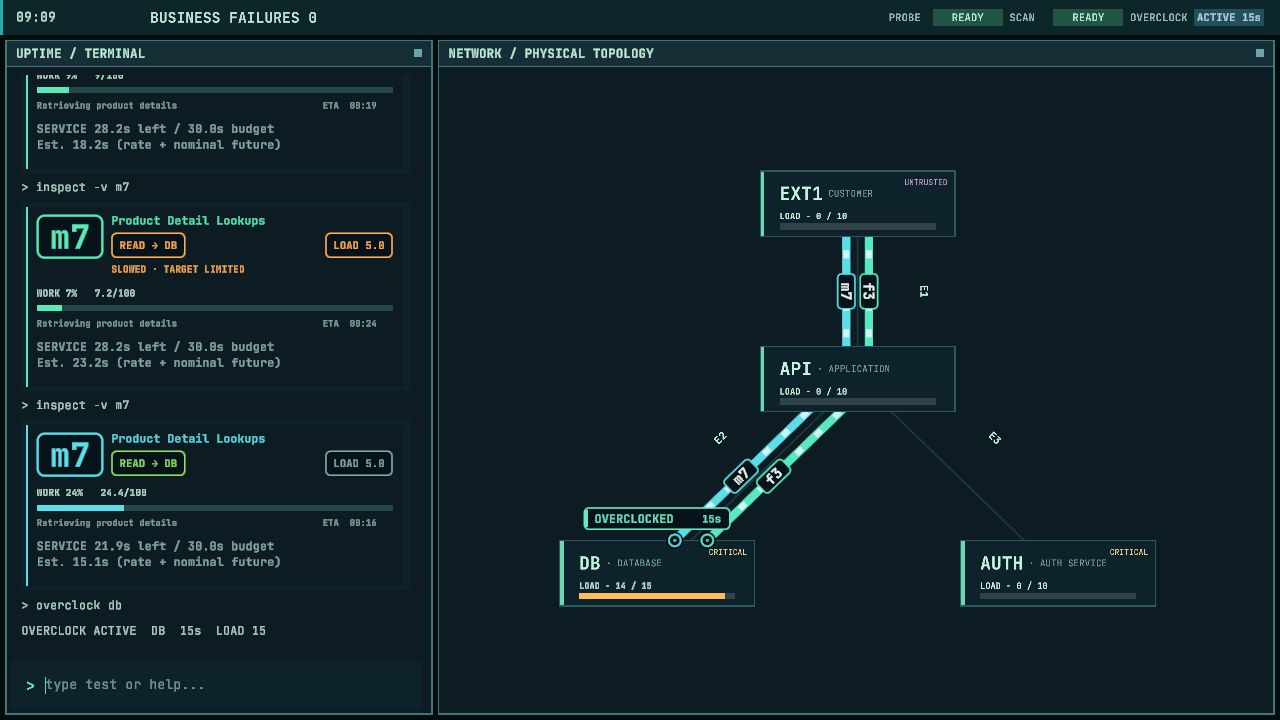 09:09
BUSINESS FAILURES 0
PROBE READY SCAN READY OVERCLOCK ACTIVE 15s
UPTIME / TERMINAL
WORK 9% 9/100
Retrieving product details ETA 00:19
SERVICE 28.2s left / 30.0s budget
Est. 18.2s (rate + nominal future)
> inspect -v m7
m7 Product Detail Lookups
READ → DB LOAD 5.0
SLOWED · TARGET LIMITED
WORK 7% 7.2/100
Retrieving product details ETA 00:24
SERVICE 28.2s left / 30.0s budget
Est. 23.2s (rate + nominal future)
> inspect -v m7
m7 Product Detail Lookups
READ → DB LOAD 5.0
WORK 24% 24.4/100
Retrieving product details ETA 00:16
SERVICE 21.9s left / 30.0s budget
Est. 15.1s (rate + nominal future)
> overclock db
OVERCLOCK ACTIVE DB 15s LOAD 15
> type test or help...
NETWORK / PHYSICAL TOPOLOGY
UNTRUSTED
EXT1 CUSTOMER
LOAD - 0 / 10
m7 f3 E1
API · APPLICATION
LOAD - 0 / 10
E2 E3
m7 f3
OVERCLOCKED 15s
CRITICAL
DB · DATABASE
LOAD - 14 / 15
CRITICAL
AUTH · AUTH SERVICE
LOAD - 0 / 10